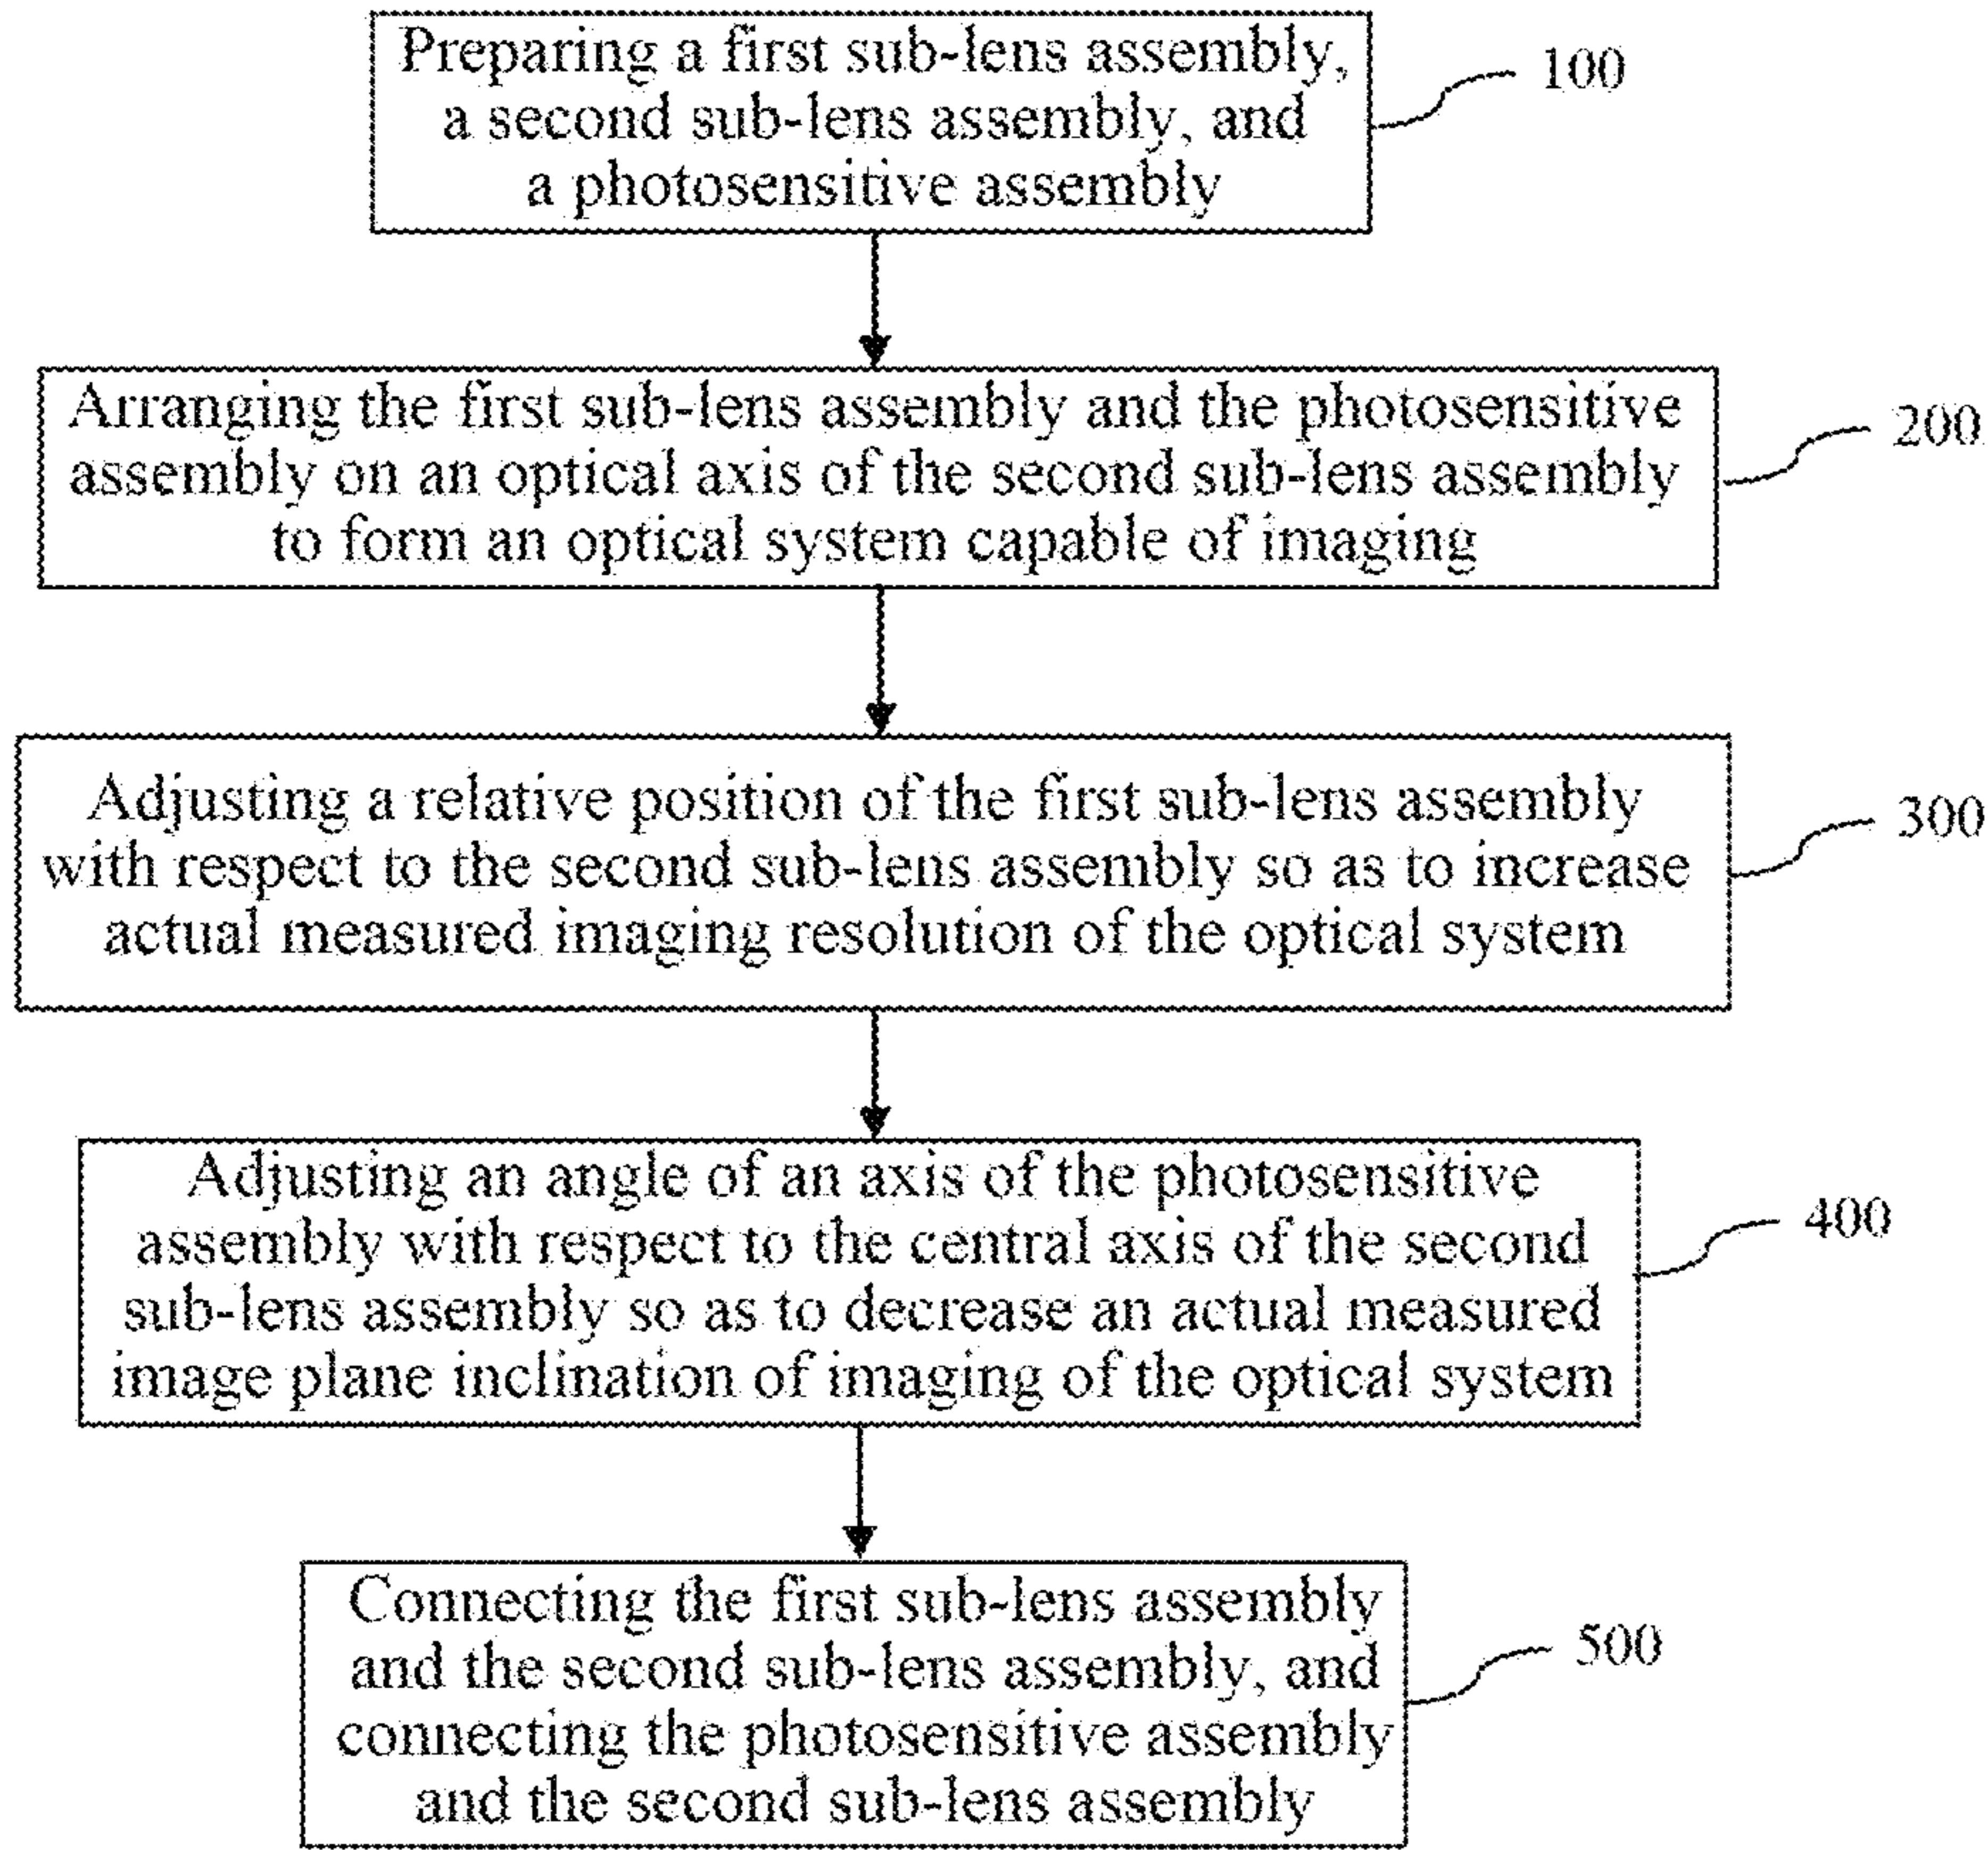 Preparing a first sub-lens assembly,
a second sub-lens assembly, and
a photosensitive assembly
100
Arranging the first sub-lens assembly and the photosensitive
assembly on an optical axis of the second sub-lens assembly
to form an optical system capable of imaging
200
Adjusting a relative position of the first sub-lens assembly
with respect to the second sub-lens assembly so as to increase
actual measured imaging resolution of the optical system
300
Adjusting an angle of an axis of the photosensitive
assembly with respect to the central axis of the second
sub-lens assembly so as to decrease an actual measured
image plane inclination of imaging of the optical system
400
Connecting the first sub-lens assembly
and the second sub-lens assembly, and
connecting the photosensitive assembly
and the second sub-lens assembly
500